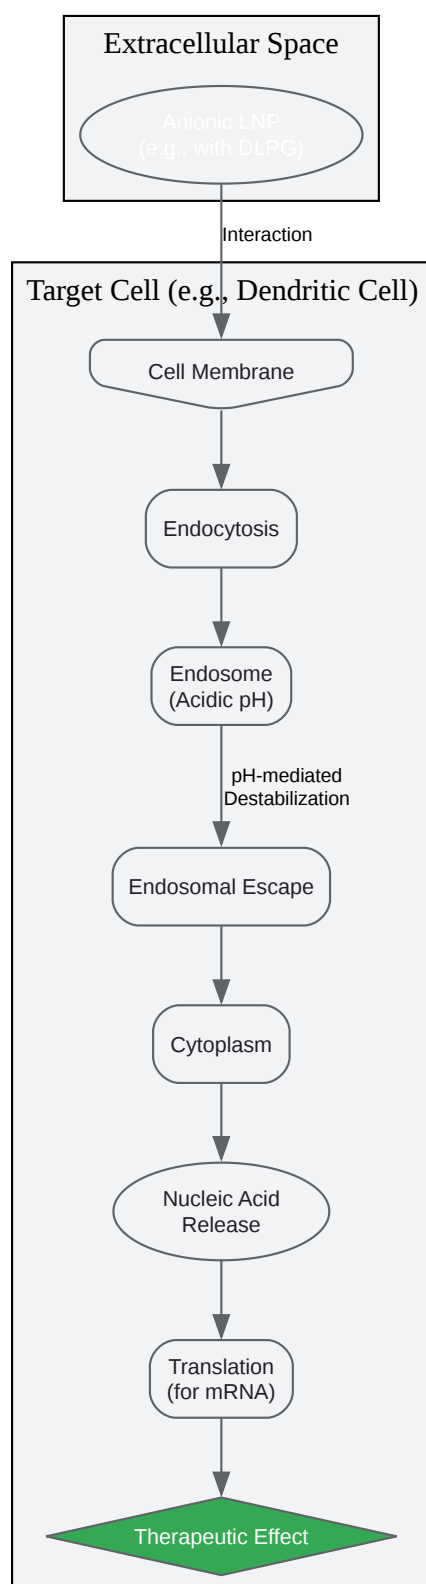 Extracellular Space
Anionic LNP
(e.g., with DLPG)
Interaction
Target Cell (e.g., Dendritic Cell)
Cell Membrane
Endocytosis
Endosome
(Acidic pH)
pH-mediated
Destabilization
Endosomal Escape
Cytoplasm
Nucleic Acid
Release
Translation
(for mRNA)
Therapeutic Effect